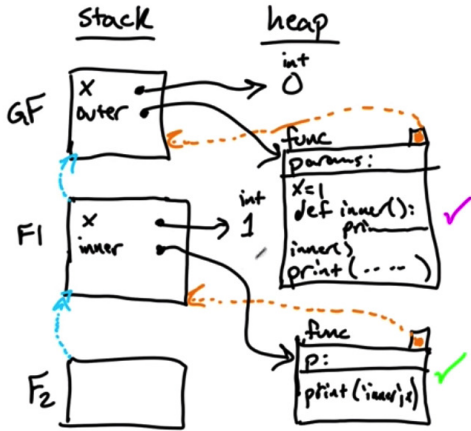 stack heap
int
GF x 0
outer
func
params:
x=1
def inner():
F1 x int pri
inner 1 inner()
print(.....)
func
p:
F2 print('inner